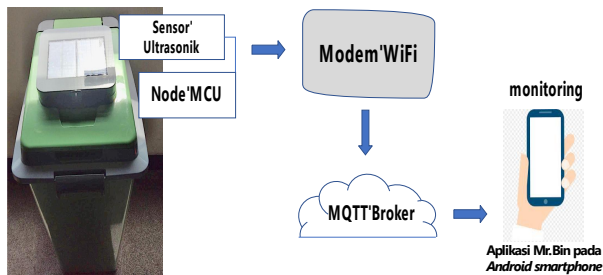 Sensor'
Ultrasonik
Node'MCU
Modem'WiFi
monitoring
MQTT'Broker
Aplikasi Mr.Bin pada
Android smartphone